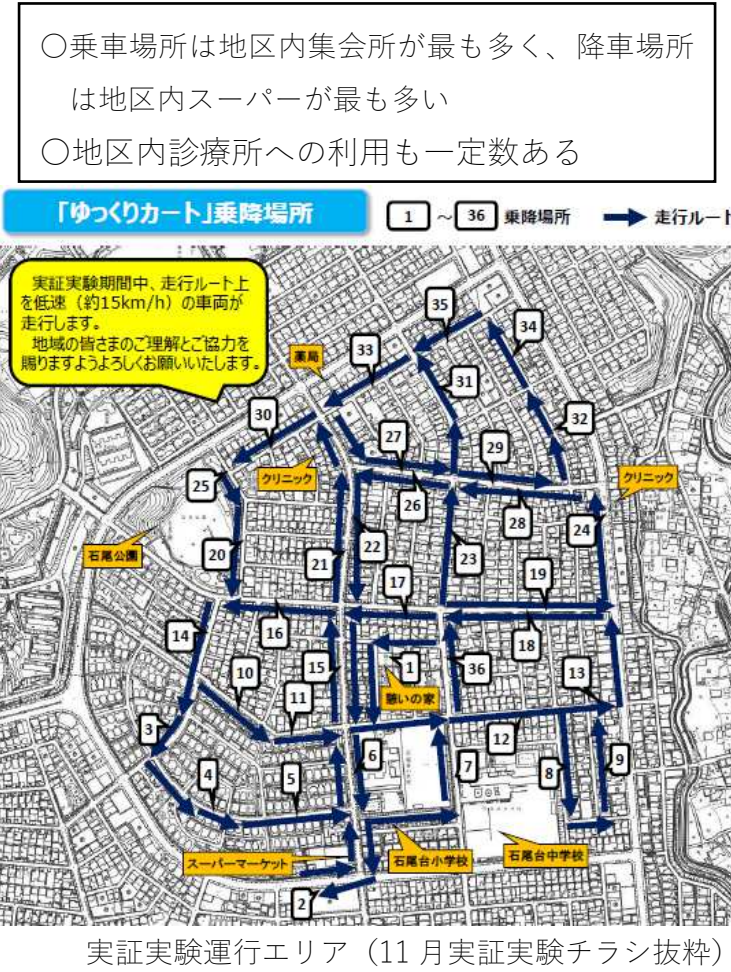 ○乗車場所は地区内集会所が最も多く、降車場所
は地区内スーパーが最も多い
○地区内診療所への利用も一定数ある
「ゆっくりカート」乗降場所
1 ~ 36 乗降場所 走行ルート
実証実験期間中、走行ルート上
を低速（約15km/h）の車両が
走行します。
地域の皆さまのご理解とご協力を
賜りますようよろしくお願いいたします。
35
34
33
薬局
31
30
32
27
29
クリニック
クリニック
25
26
28
24
石尾公園
20
21
22
23
17
19
16
18
14
10
15
1
36
13
憩いの家
11
3
12
6
7
8
9
4
5
スーパーマーケット
石尾台小学校
石尾台中学校
2
実証実験運行エリア（11月実証実験チラシ抜粋）